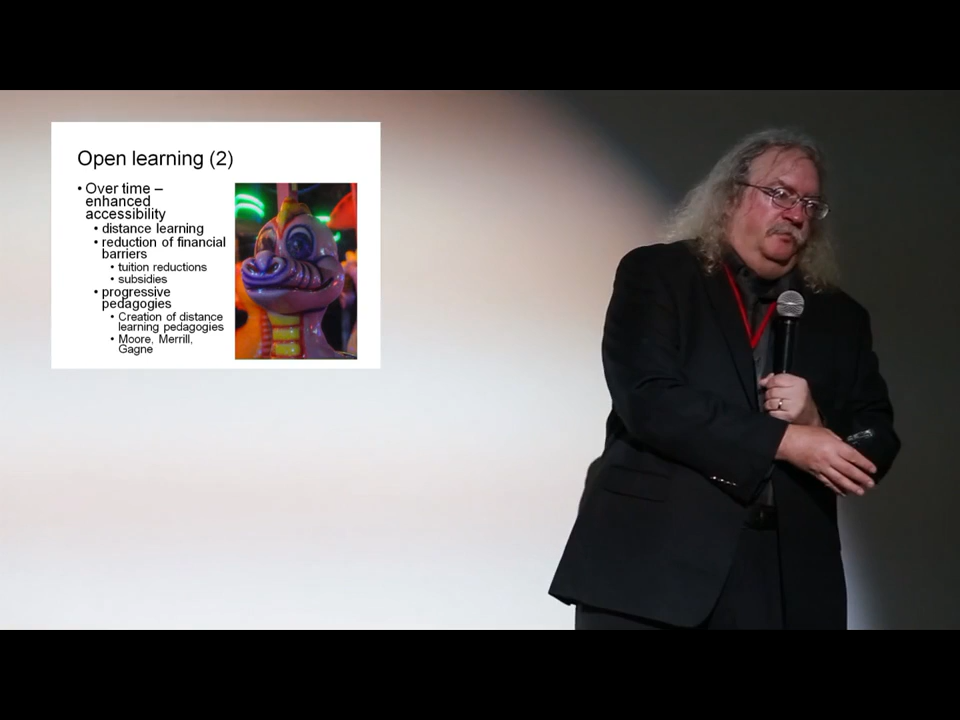 Open learning (2)
• Over time –
enhanced
accessibility
• distance learning
• reduction of financial
barriers
• tuition reductions
• subsidies
• progressive
pedagogies
• Creation of distance
learning pedagogies
• Moore, Merrill,
Gagne